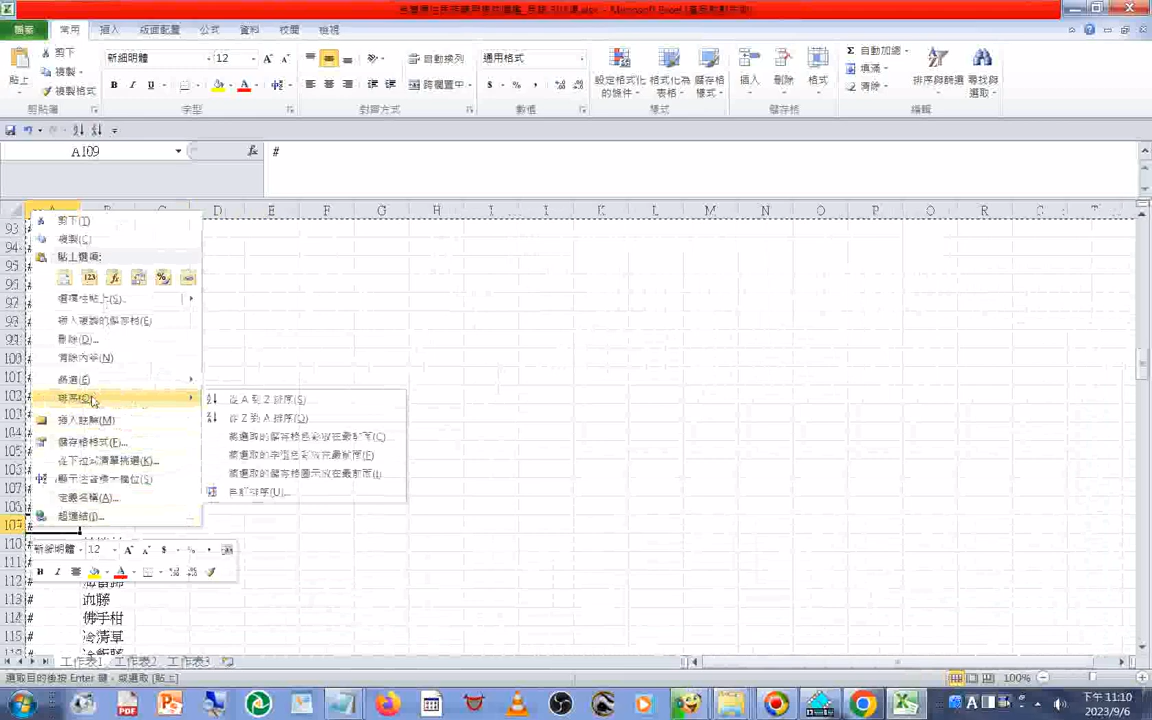 Microsoft Excel
檔案 常用 插入 版面配置 公式 資料 校閱 檢視
貼上 剪下 複製 複製格式 剪貼簿
新細明體 12 字型
自動換列 跨欄置中 對齊方式
通用格式 數值
設定格式化的條件 格式化為表格 儲存格樣式 樣式
插入 刪除 格式 儲存格
自動加總 填滿 清除 排序與篩選 尋找與選取 編輯
A109 fx #
D E F G H I K L M N O P Q R T
剪下(T)
複製(C)
貼上選項:
選擇性貼上(S)...
插入複製的儲存格(E)
刪除(D)...
清除內容(N)
篩選(E)
排序(O)
插入註解(M)
儲存格格式(F)...
從下拉式清單挑選(K)...
顯示注音標示欄位(S)
定義名稱(A)...
超連結(I)...
從 A 到 Z 排序(S)
從 Z 到 A 排序(O)
將選取的儲存格色彩放在最前面(C)
將選取的字型色彩放在最前面(F)
將選取的儲存格圖示放在最前面(I)
自訂排序(U)...
新細明體 12
93 #
94 #
110 #
111 #
112 #
113 # 血藤
114 # 佛手柑
115 # 冷清草
工作表1 工作表2 工作表3
選取目的後按 Enter 鍵，或選取 [貼上]
100%
下午 11:10
2023/9/6